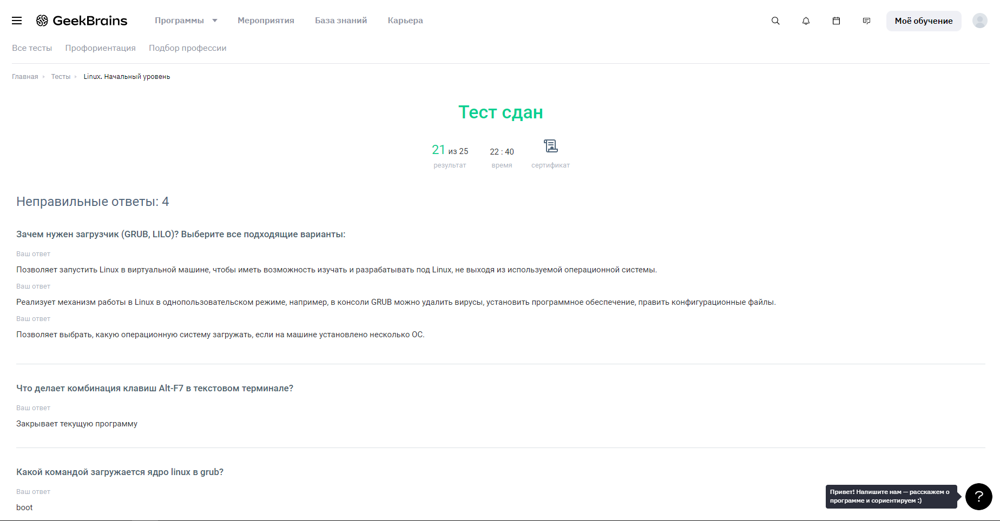 GeekBrains
Программы
Мероприятия
База знаний
Карьера
Моё обучение
Все тесты
Профориентация
Подбор профессии
Главная
Тесты
Linux. Начальный уровень
Тест сдан
21 из 25
22 : 40
результат
время
сертификат
Неправильные ответы: 4
Зачем нужен загрузчик (GRUB, LILO)? Выберите все подходящие варианты:
Ваш ответ
Позволяет запустить Linux в виртуальной машине, чтобы иметь возможность изучать и разрабатывать под Linux, не выходя из используемой операционной системы.
Ваш ответ
Реализует механизм работы в Linux в однопользовательском режиме, например, в консоли GRUB можно удалить вирусы, установить программное обеспечение, править конфигурационные файлы.
Ваш ответ
Позволяет выбрать, какую операционную систему загружать, если на машине установлено несколько ОС.
Что делает комбинация клавиш Alt-F7 в текстовом терминале?
Ваш ответ
Закрывает текущую программу
Какой командой загружается ядро linux в grub?
Ваш ответ
boot
Привет! Напишите нам — расскажем о
программе и сориентируем :)
?